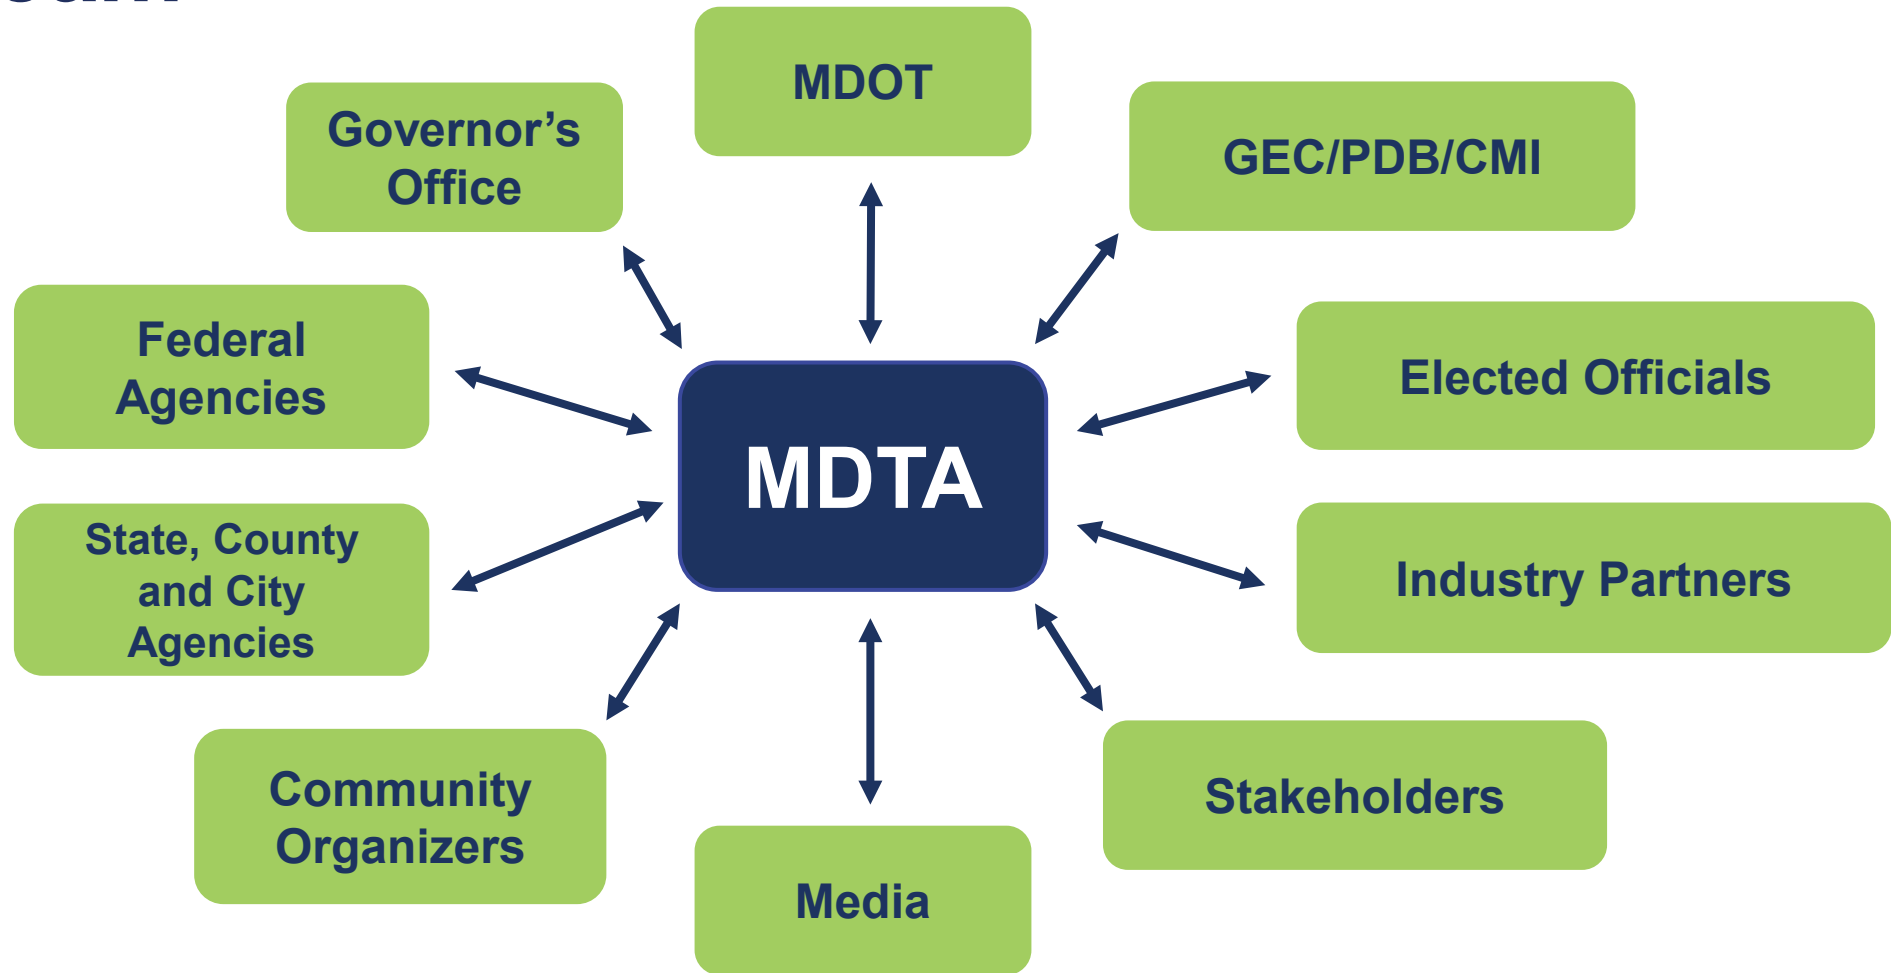 MDOT
Governor’s
Office
GEC/PDB/CMI
Federal
Agencies
Elected Officials
MDTA
State, County
and City
Agencies
Industry Partners
Community
Organizers
Stakeholders
Media